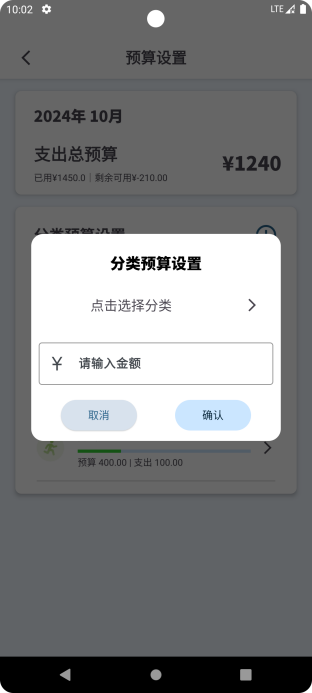 10:02
LTE
预算设置
2024年 10月
支出总预算
¥1240
已用¥1450.0｜剩余可用¥-210.00
分类预算设置
分类预算设置
点击选择分类
¥ 请输入金额
取消
确认
预算 400.00 | 支出 100.00